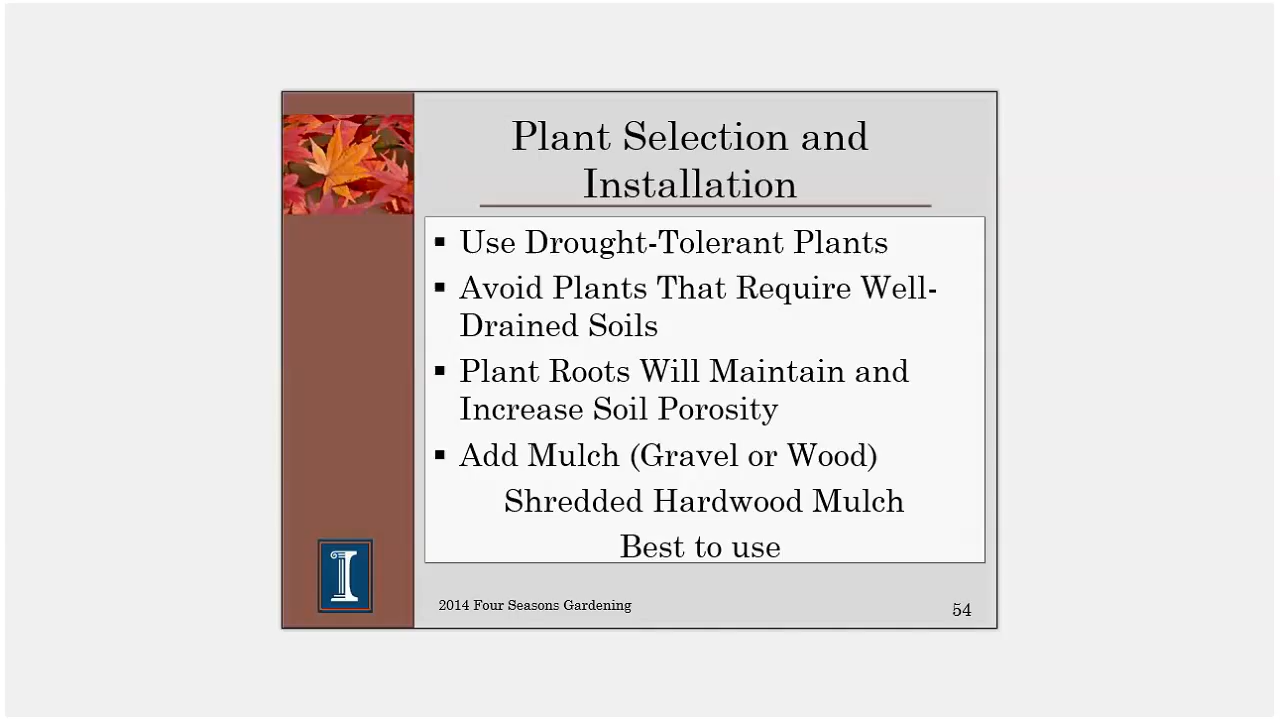 Plant Selection and
Installation
▪ Use Drought-Tolerant Plants
▪ Avoid Plants That Require Well-
Drained Soils
▪ Plant Roots Will Maintain and
Increase Soil Porosity
▪ Add Mulch (Gravel or Wood)
Shredded Hardwood Mulch
Best to use
I
2014 Four Seasons Gardening
54